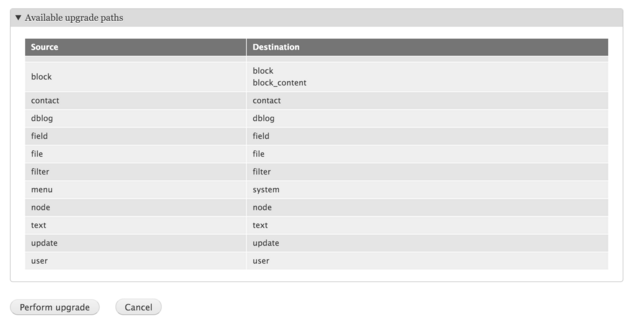 ▼ Available upgrade paths
Source Destination
block block
block_content
contact contact
dblog dblog
field field
file file
filter filter
menu system
node node
text text
update update
user user
Perform upgrade Cancel